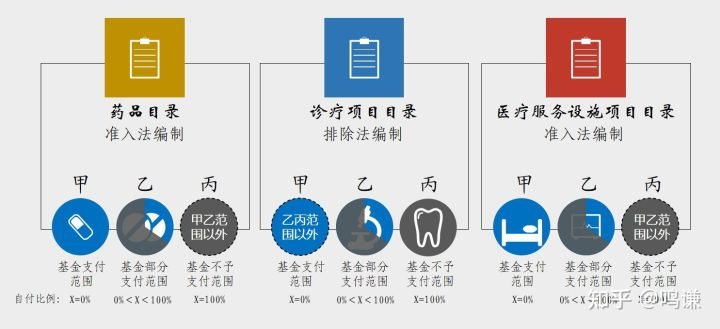 药品目录
准入法编制
诊疗项目目录
排除法编制
医疗服务设施项目目录
准入法编制
甲 乙 丙
甲 乙 丙
甲 乙 丙
甲乙范
围以外
乙丙范
围以外
甲乙范
围以外
基金支付
范围
基金部分
支付范围
基金不予
支付范围
基金支付
范围
基金部分
支付范围
基金不予
支付范围
基金支付
范围
基金部分
支付范围
基金不予
支付范围
自付比例: X=0% 0%<X<100% X=100% X=0% 0%<X<100% X=100% X=0% 0%<X<100% X=100%
知乎 @鸣谦